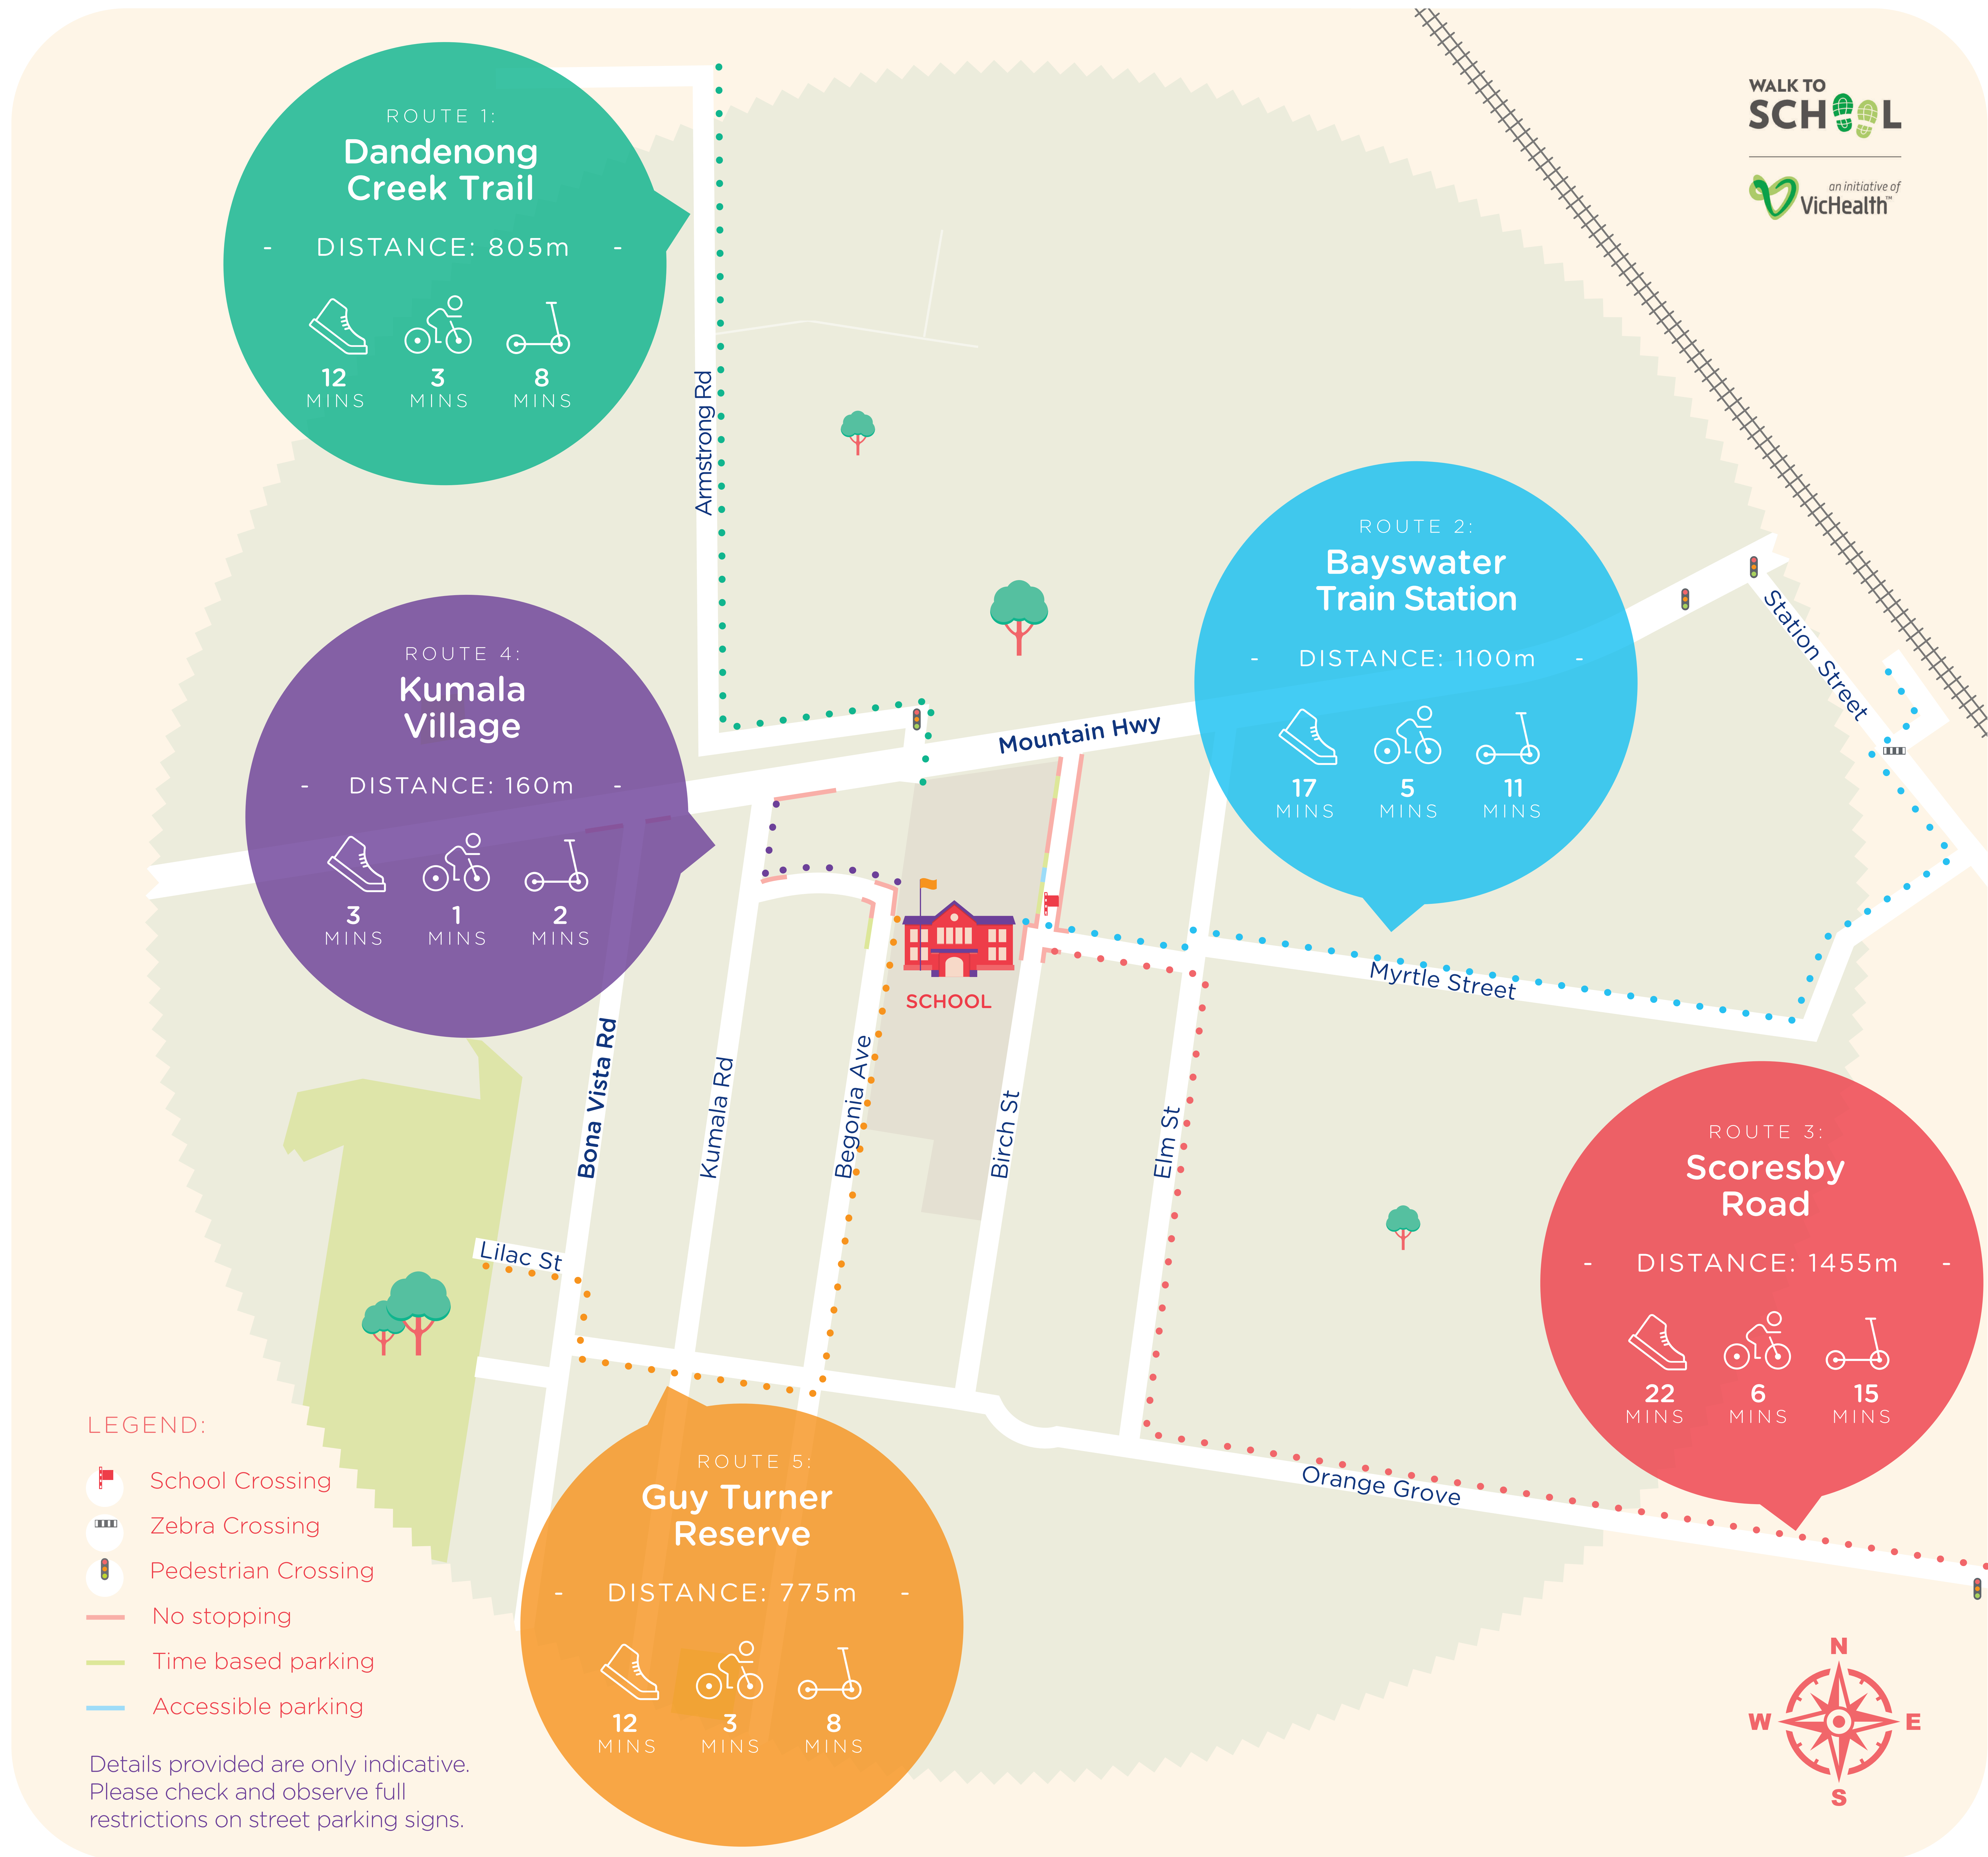 WALK TO
SCHOOL
an initiative of
VicHealth™
ROUTE 1:
Dandenong
Creek Trail
- DISTANCE: 805m -
12 3 8
MINS MINS MINS
Armstrong Rd
ROUTE 2:
Bayswater
Train Station
- DISTANCE: 1100m -
17 5 11
MINS MINS MINS
Station Street
ROUTE 4:
Kumala
Village
- DISTANCE: 160m -
3 1 2
MINS MINS MINS
Mountain Hwy
SCHOOL
Myrtle Street
Bona Vista Rd
Kumala Rd
Begonia Ave
Birch St
Elm St
Lilac St
ROUTE 3:
Scoresby
Road
- DISTANCE: 1455m -
22 6 15
MINS MINS MINS
Orange Grove
ROUTE 5:
Guy Turner
Reserve
- DISTANCE: 775m -
12 3 8
MINS MINS MINS
LEGEND:
School Crossing
Zebra Crossing
Pedestrian Crossing
No stopping
Time based parking
Accessible parking
Details provided are only indicative.
Please check and observe full
restrictions on street parking signs.
N
W E
S